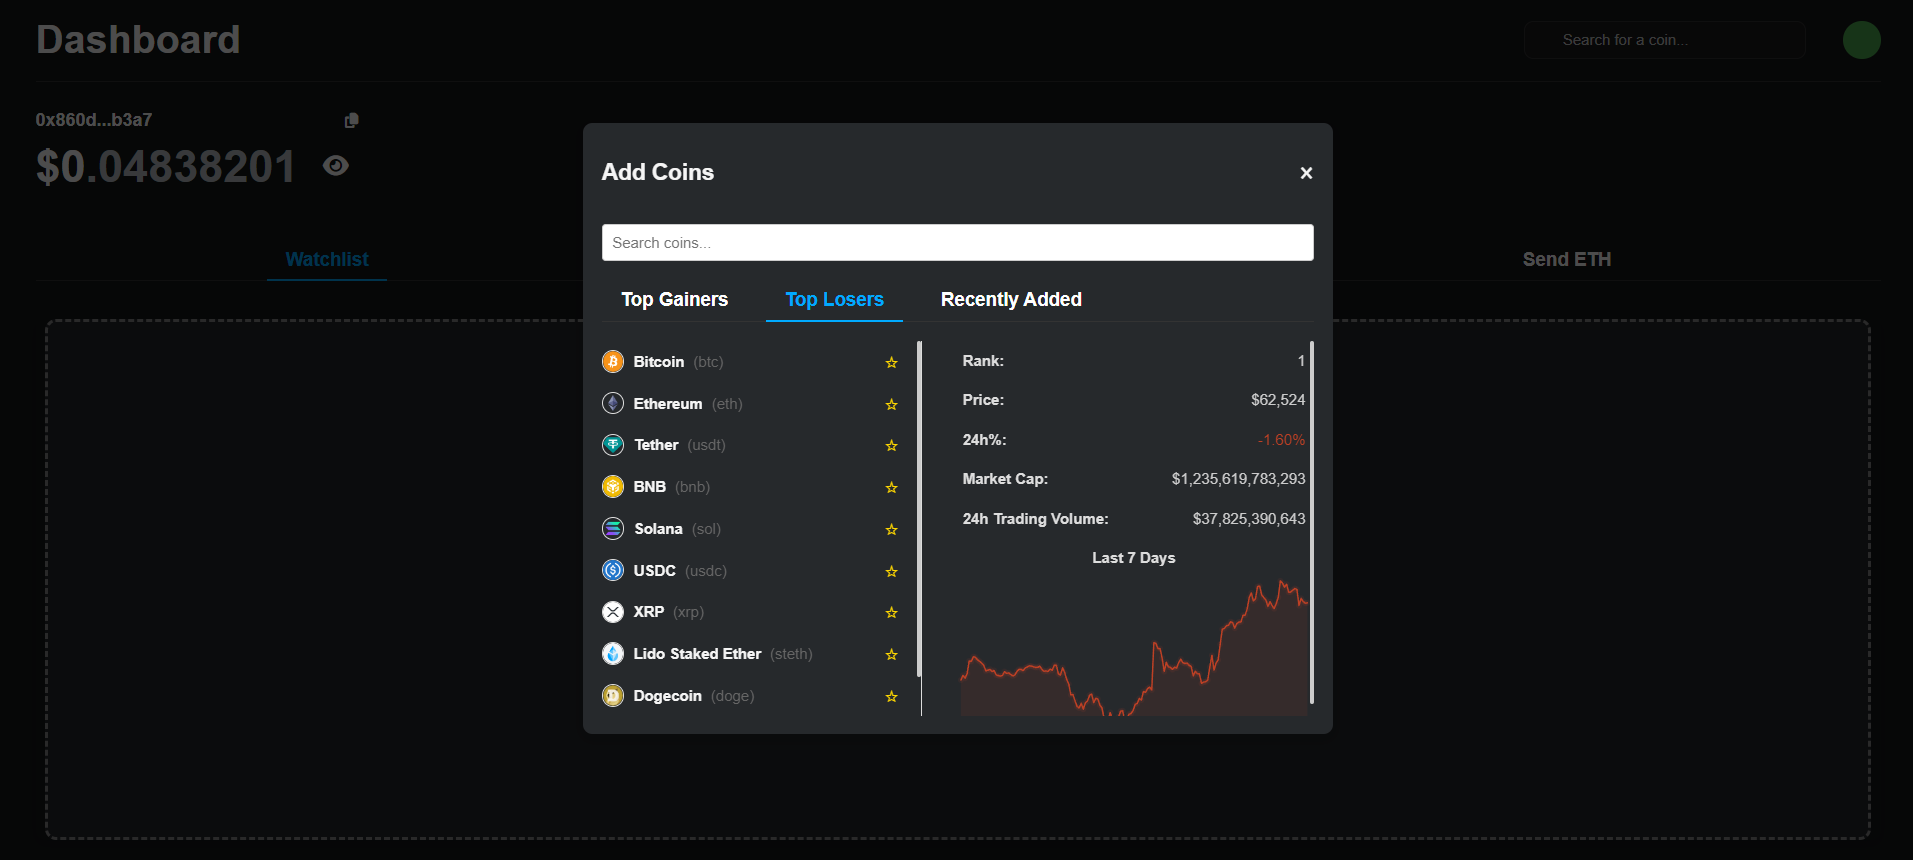 Dashboard
Search for a coin...
0x860d...b3a7
$0.04838201
Watchlist
Send ETH
Add Coins
×
Search coins...
Top Gainers Top Losers Recently Added
Bitcoin (btc)
Ethereum (eth)
Tether (usdt)
BNB (bnb)
Solana (sol)
USDC (usdc)
XRP (xrp)
Lido Staked Ether (steth)
Dogecoin (doge)
Rank: 1
Price: $62,524
24h%: -1.60%
Market Cap: $1,235,619,783,293
24h Trading Volume: $37,825,390,643
Last 7 Days